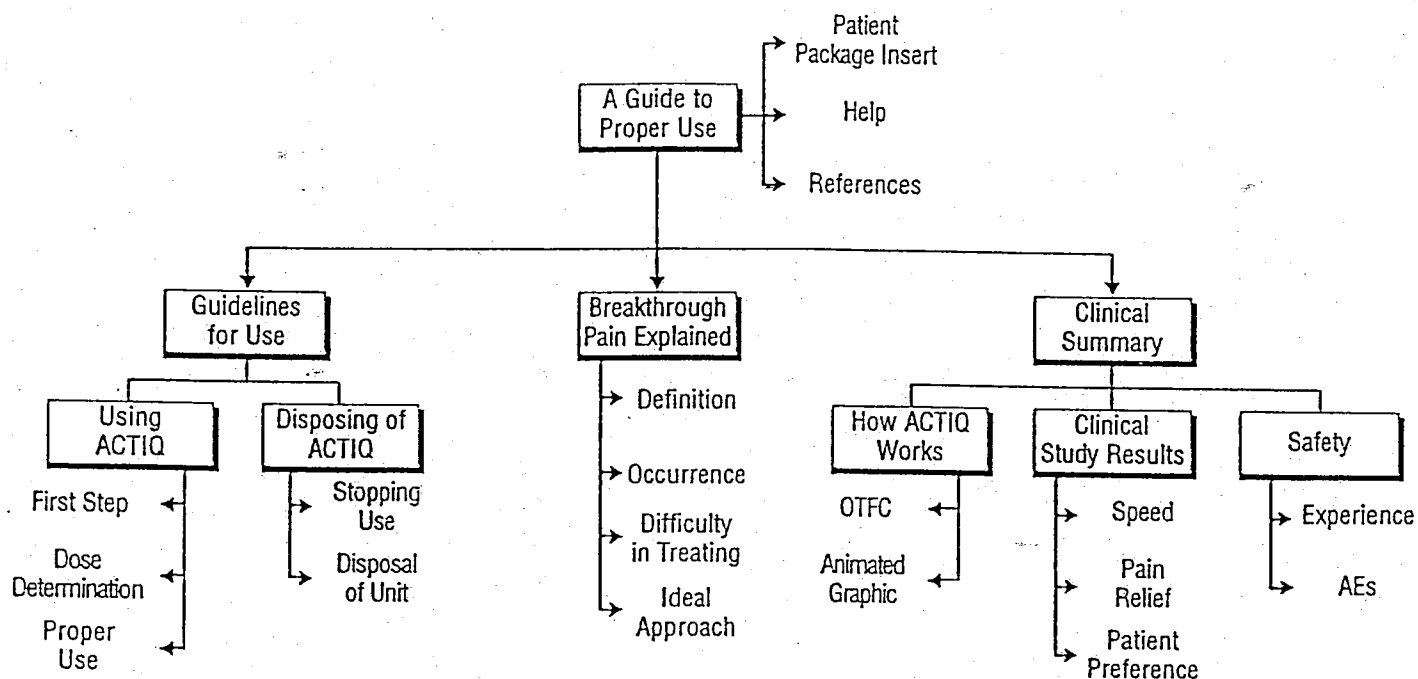 Patient
Package Insert
A Guide to
Proper Use
Help
References
Guidelines
for Use
Breakthrough
Pain Explained
Clinical
Summary
Using
ACTIQ
Disposing of
ACTIQ
First Step
Dose
Determination
Proper
Use
Stopping
Use
Disposal
of Unit
Definition
Occurrence
Difficulty
in Treating
Ideal
Approach
How ACTIQ
Works
Clinical
Study Results
Safety
OTFC
Animated
Graphic
Speed
Pain
Relief
Patient
Preference
Experience
AEs